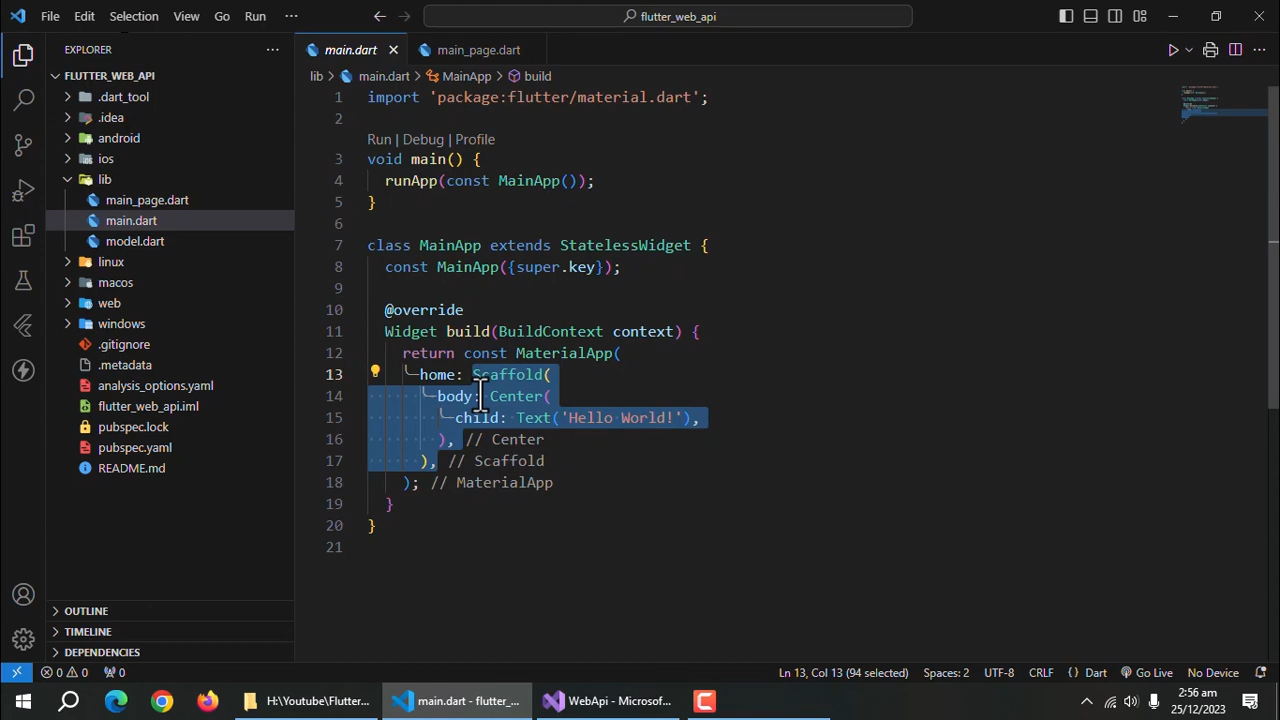 File Edit Selection View Go Run ···
flutter_web_api
EXPLORER
FLUTTER_WEB_API
.dart_tool
.idea
android
ios
lib
main_page.dart
main.dart
model.dart
linux
macos
web
windows
.gitignore
.metadata
analysis_options.yaml
flutter_web_api.iml
pubspec.lock
pubspec.yaml
README.md
OUTLINE
TIMELINE
DEPENDENCIES
main.dart main_page.dart
lib > main.dart > MainApp > build
1 import 'package:flutter/material.dart';
2
Run | Debug | Profile
3 void main() {
4 runApp(const MainApp());
5 }
6
7 class MainApp extends StatelessWidget {
8 const MainApp({super.key});
9
10 @override
11 Widget build(BuildContext context) {
12 return const MaterialApp(
13 home: Scaffold(
14 body: Center(
15 child: Text('Hello World!'),
16 ), // Center
17 ), // Scaffold
18 ); // MaterialApp
19 }
20 }
21
0 0 0 Ln 13, Col 13 (94 selected) Spaces: 2 UTF-8 CRLF { } Dart Go Live No Device
H:\Youtube\Flutter... main.dart - flutter_... WebApi - Microsof... 2:56 am
25/12/2023